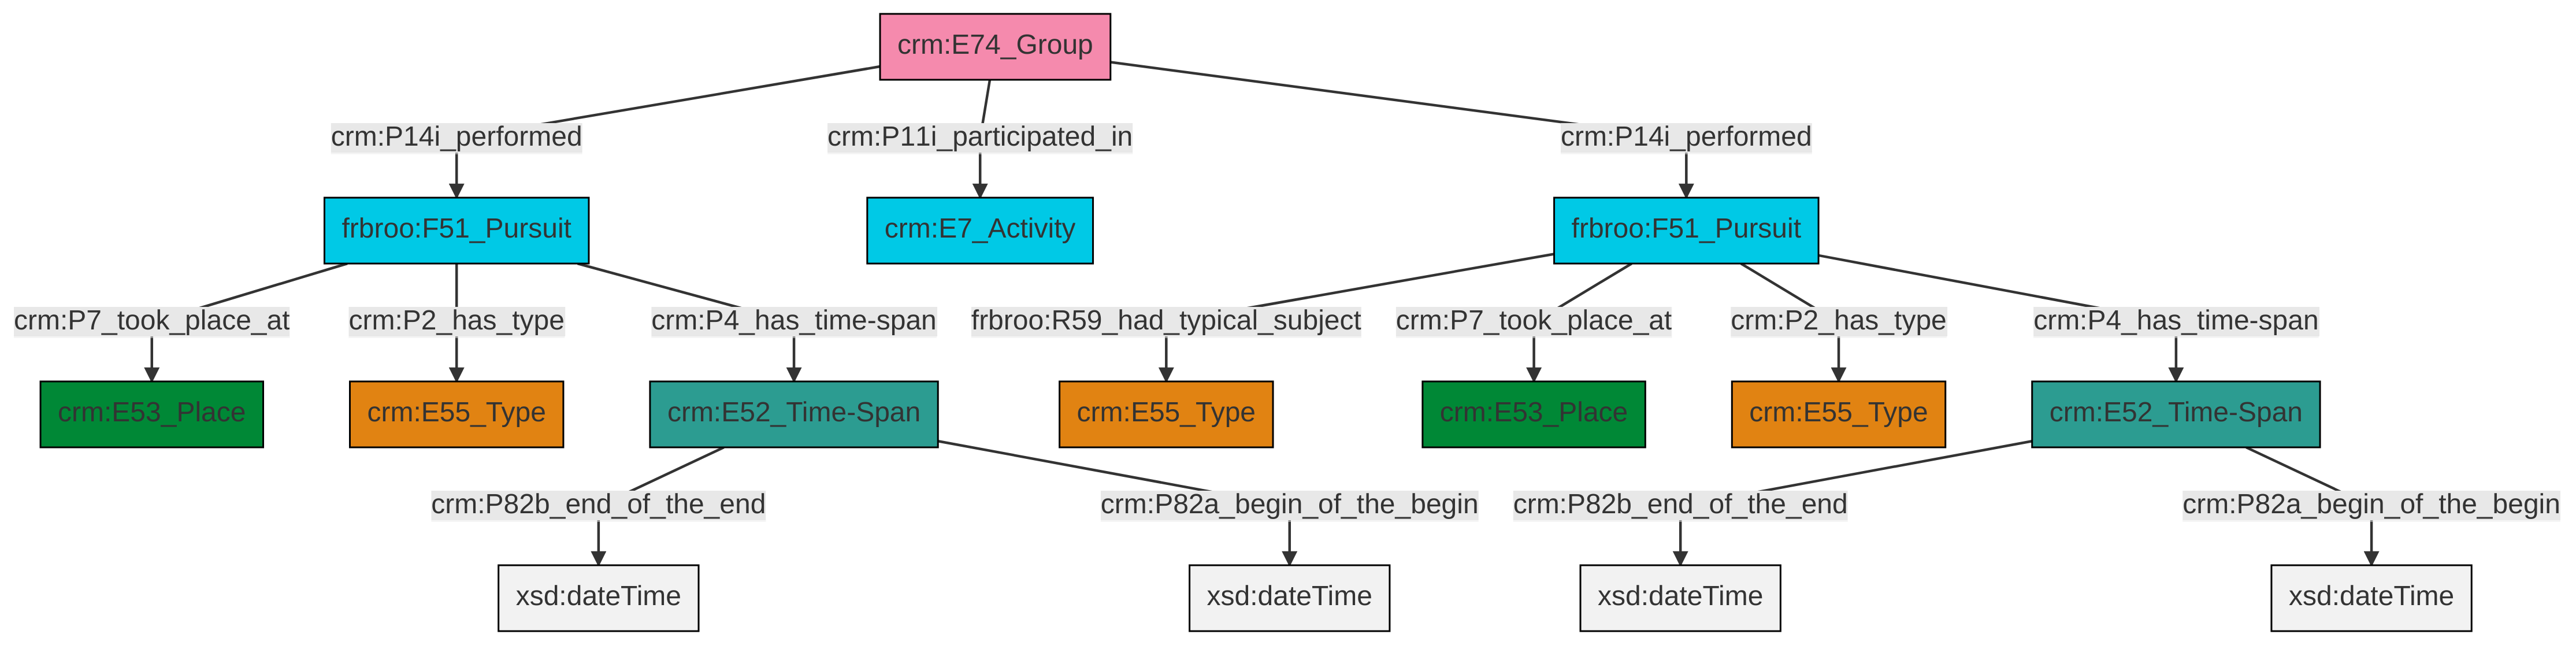 crm:E74_Group
crm:P14i_performed
crm:P11i_participated_in
crm:P14i_performed
frbroo:F51_Pursuit
crm:E7_Activity
frbroo:F51_Pursuit
crm:P7_took_place_at
crm:P2_has_type
crm:P4_has_time-span
frbroo:R59_had_typical_subject
crm:P7_took_place_at
crm:P2_has_type
crm:P4_has_time-span
crm:E53_Place
crm:E55_Type
crm:E52_Time-Span
crm:E55_Type
crm:E53_Place
crm:E55_Type
crm:E52_Time-Span
crm:P82b_end_of_the_end
crm:P82a_begin_of_the_begin
crm:P82b_end_of_the_end
crm:P82a_begin_of_the_begin
xsd:dateTime
xsd:dateTime
xsd:dateTime
xsd:dateTime